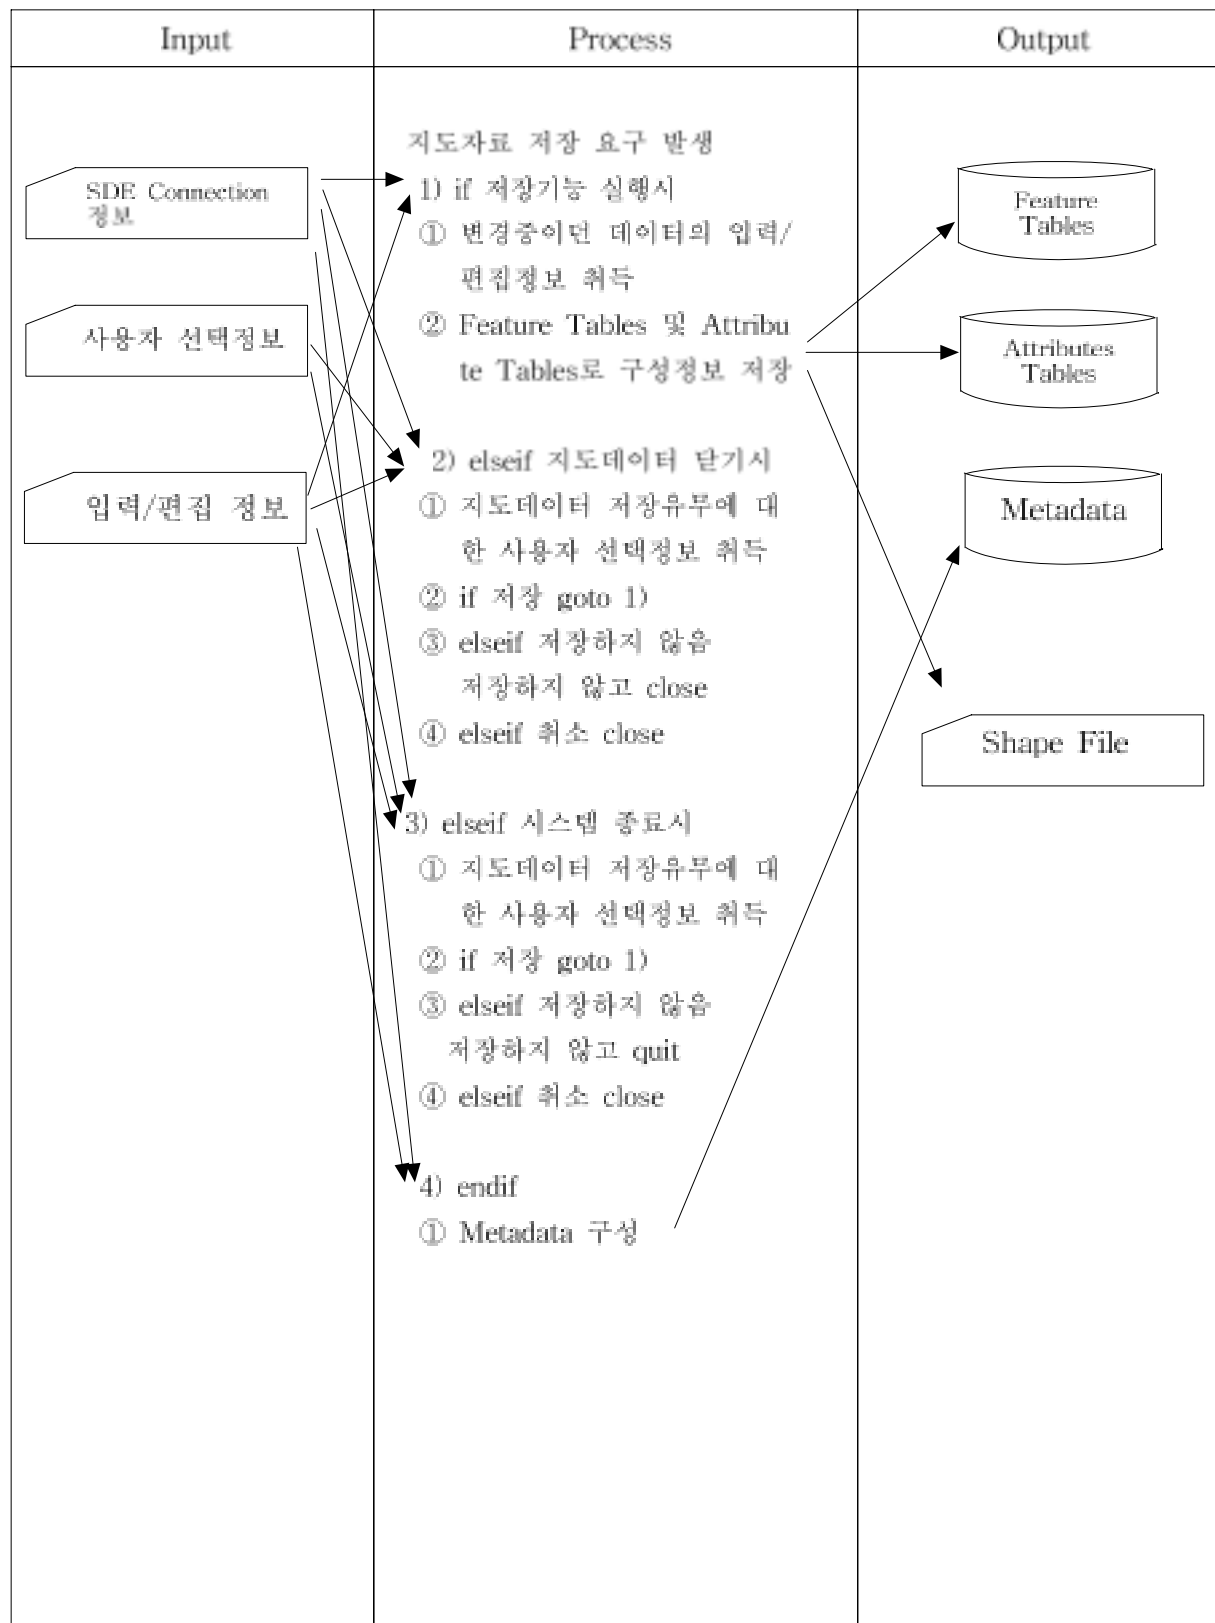 Input
Process
Output
SDE Connection
정보
사용자 선택정보
입력/편집 정보
지도자료 저장 요구 발생
1) if 저장기능 실행시
① 변경중이던 데이터의 입력/
편집정보 취득
② Feature Tables 및 Attribu
te Tables로 구성정보 저장
2) elseif 지도데이터 닫기시
① 지도데이터 저장유무에 대
한 사용자 선택정보 취득
② if 저장 goto 1)
③ elseif 저장하지 않음
저장하지 않고 close
④ elseif 취소 close
3) elseif 시스템 종료시
① 지도데이터 저장유무에 대
한 사용자 선택정보 취득
② if 저장 goto 1)
③ elseif 저장하지 않음
저장하지 않고 quit
④ elseif 취소 close
4) endif
① Metadata 구성
Feature
Tables
Attributes
Tables
Metadata
Shape File